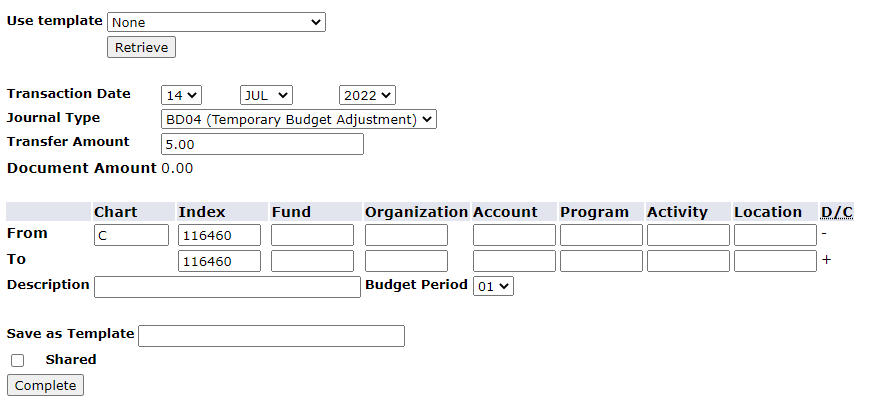 Use template None
Retrieve
Transaction Date 14 JUL 2022
Journal Type BD04 (Temporary Budget Adjustment)
Transfer Amount 5.00
Document Amount 0.00
Chart Index Fund Organization Account Program Activity Location D/C
From C 116460 -
To 116460 +
Description Budget Period 01
Save as Template
Shared
Complete